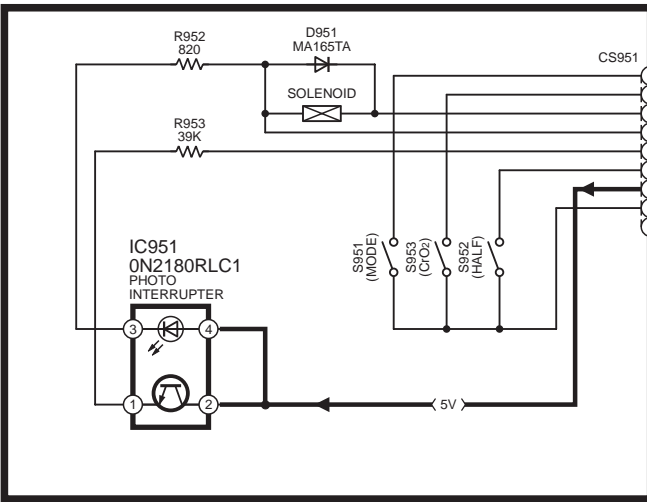 R952
820
D951
MA165TA
CS951
SOLENOID
R953
39K
S951
(MODE)
S953
(CrO2)
S952
(HALF)
IC951
0N2180RLC1
PHOTO
INTERRUPTER
3
4
1
2
5V